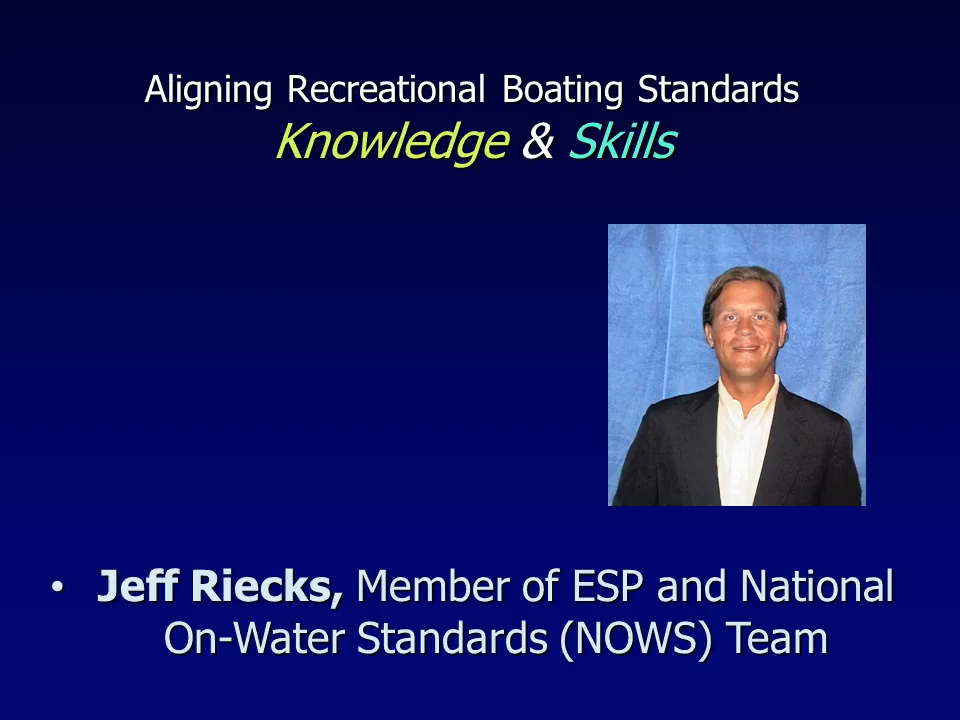 Aligning Recreational Boating Standards
Knowledge & Skills
• Jeff Riecks, Member of ESP and National
On-Water Standards (NOWS) Team